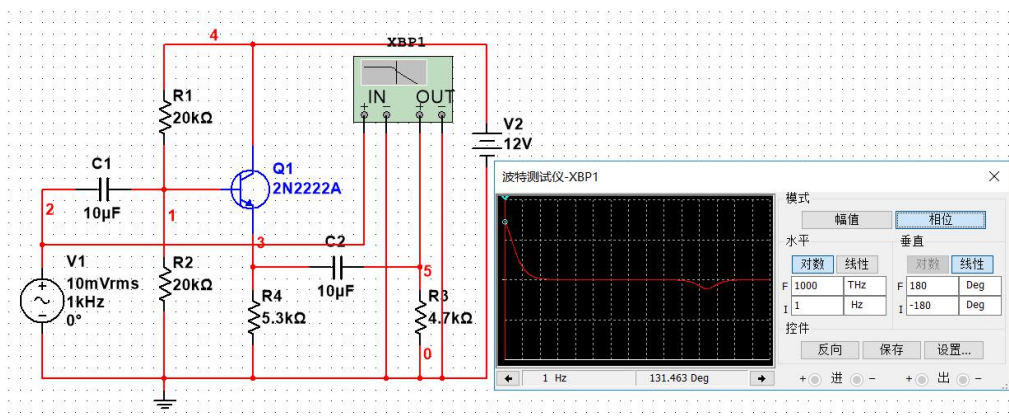 4
XBP1
IN
OUT
+
−
+
−
R1
20kΩ
V2
12V
C1
10μF
Q1
2N2222A
2
1
3
C2
10μF
5
V1
10mVrms
1kHz
0°
R2
20kΩ
R4
5.3kΩ
R3
4.7kΩ
0
波特测试仪-XBP1
模式
幅值
相位
水平
垂直
对数
线性
对数
线性
F
1000
THz
F
180
Deg
I
1
Hz
I
-180
Deg
控件
反向
保存
设置...
1 Hz
131.463 Deg
+ 进 −
+ 出 −